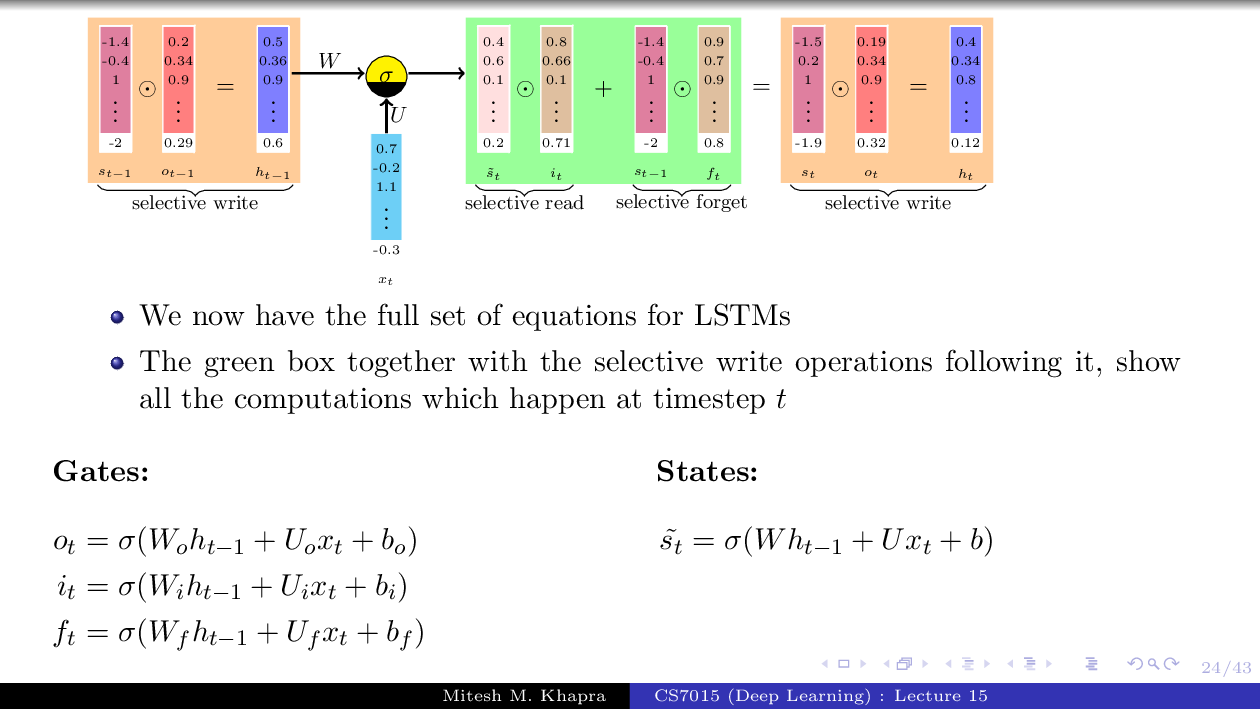 -1.4 0.2 0.5 0.4 0.8 -1.4 0.9 -1.5 0.19 0.4
-0.4 0.34 0.36 W 0.6 0.66 -0.4 0.7 0.2 0.34 0.34
1 ⊙ 0.9 = 0.9 σ 0.1 ⊙ 0.1 + 1 ⊙ 0.9 = 1 ⊙ 0.9 = 0.8
⋮ ⋮ ⋮ U ⋮ ⋮ ⋮ ⋮ ⋮ ⋮ ⋮
-2 0.29 0.6 0.2 0.71 -2 0.8 -1.9 0.32 0.12
s_{t−1} o_{t−1} h_{t−1} s̃_t i_t s_{t−1} f_t s_t o_t h_t
selective write selective read selective forget selective write
0.7
-0.2
1.1
⋮
-0.3
x_t
We now have the full set of equations for LSTMs
The green box together with the selective write operations following it, show
all the computations which happen at timestep t
Gates:
o_t = σ(W_o h_{t−1} + U_o x_t + b_o)
i_t = σ(W_i h_{t−1} + U_i x_t + b_i)
f_t = σ(W_f h_{t−1} + U_f x_t + b_f)
States:
s̃_t = σ(W h_{t−1} + U x_t + b)
24/43
Mitesh M. Khapra CS7015 (Deep Learning) : Lecture 15